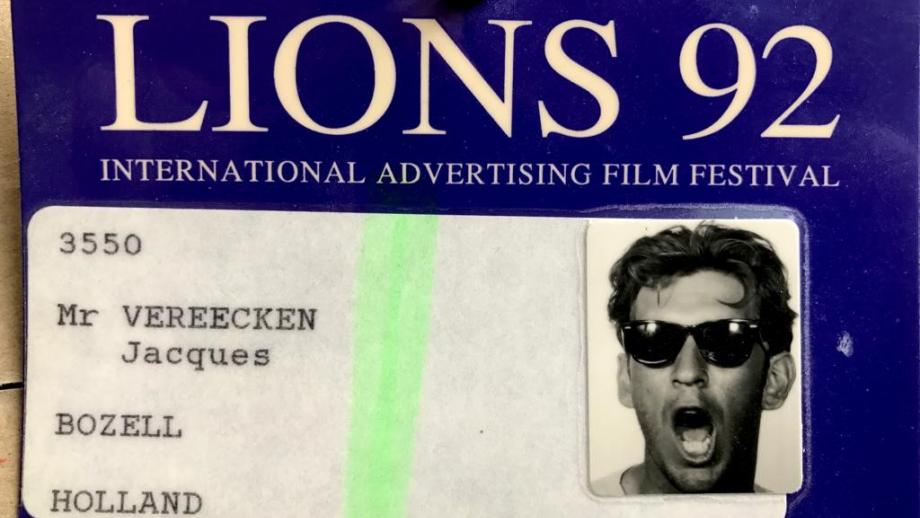 LIONS 92
INTERNATIONAL ADVERTISING FILM FESTIVAL
3550
Mr VEREECKEN
Jacques
BOZELL
HOLLAND